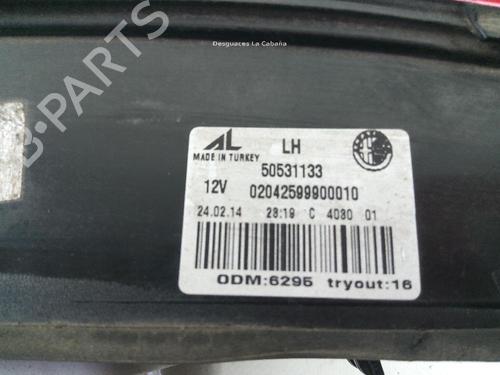 Desguaces La Cabaña
AL LH
MADE IN TURKEY
50531133
12V 02042599900010
24.02.14 23:19 C 4030 01
ODM:6295 tryout:16
B-PARTS